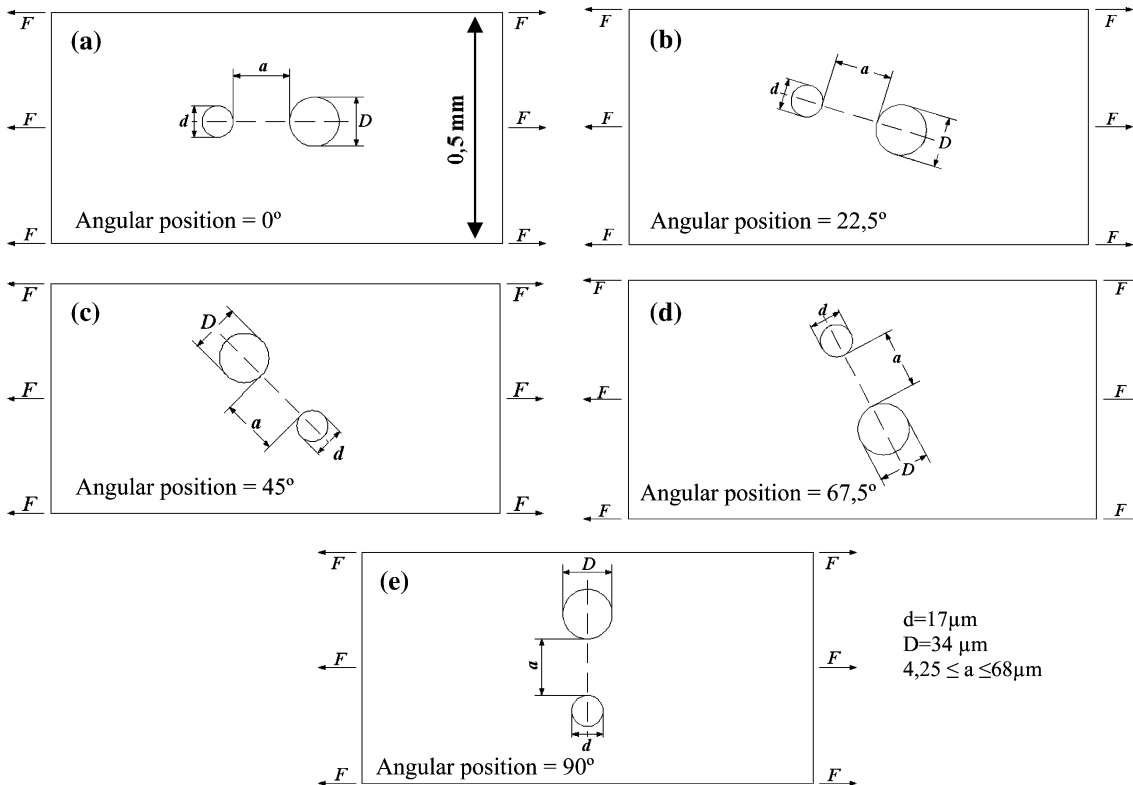 F F
(a)
a
d D
0,5 mm
F F
Angular position = 0º
F F
F F
(b)
a
d
D
F F
Angular position = 22,5º
F F
F F
(c)
D
F F
a
d
Angular position = 45º
F F
F F
(d)
d
a
F F
D
Angular position = 67,5º
F F
F F
(e)
D
a
F F
d
Angular position = 90º
F F
d=17µm
D=34 µm
4,25 ≤ a ≤68µm